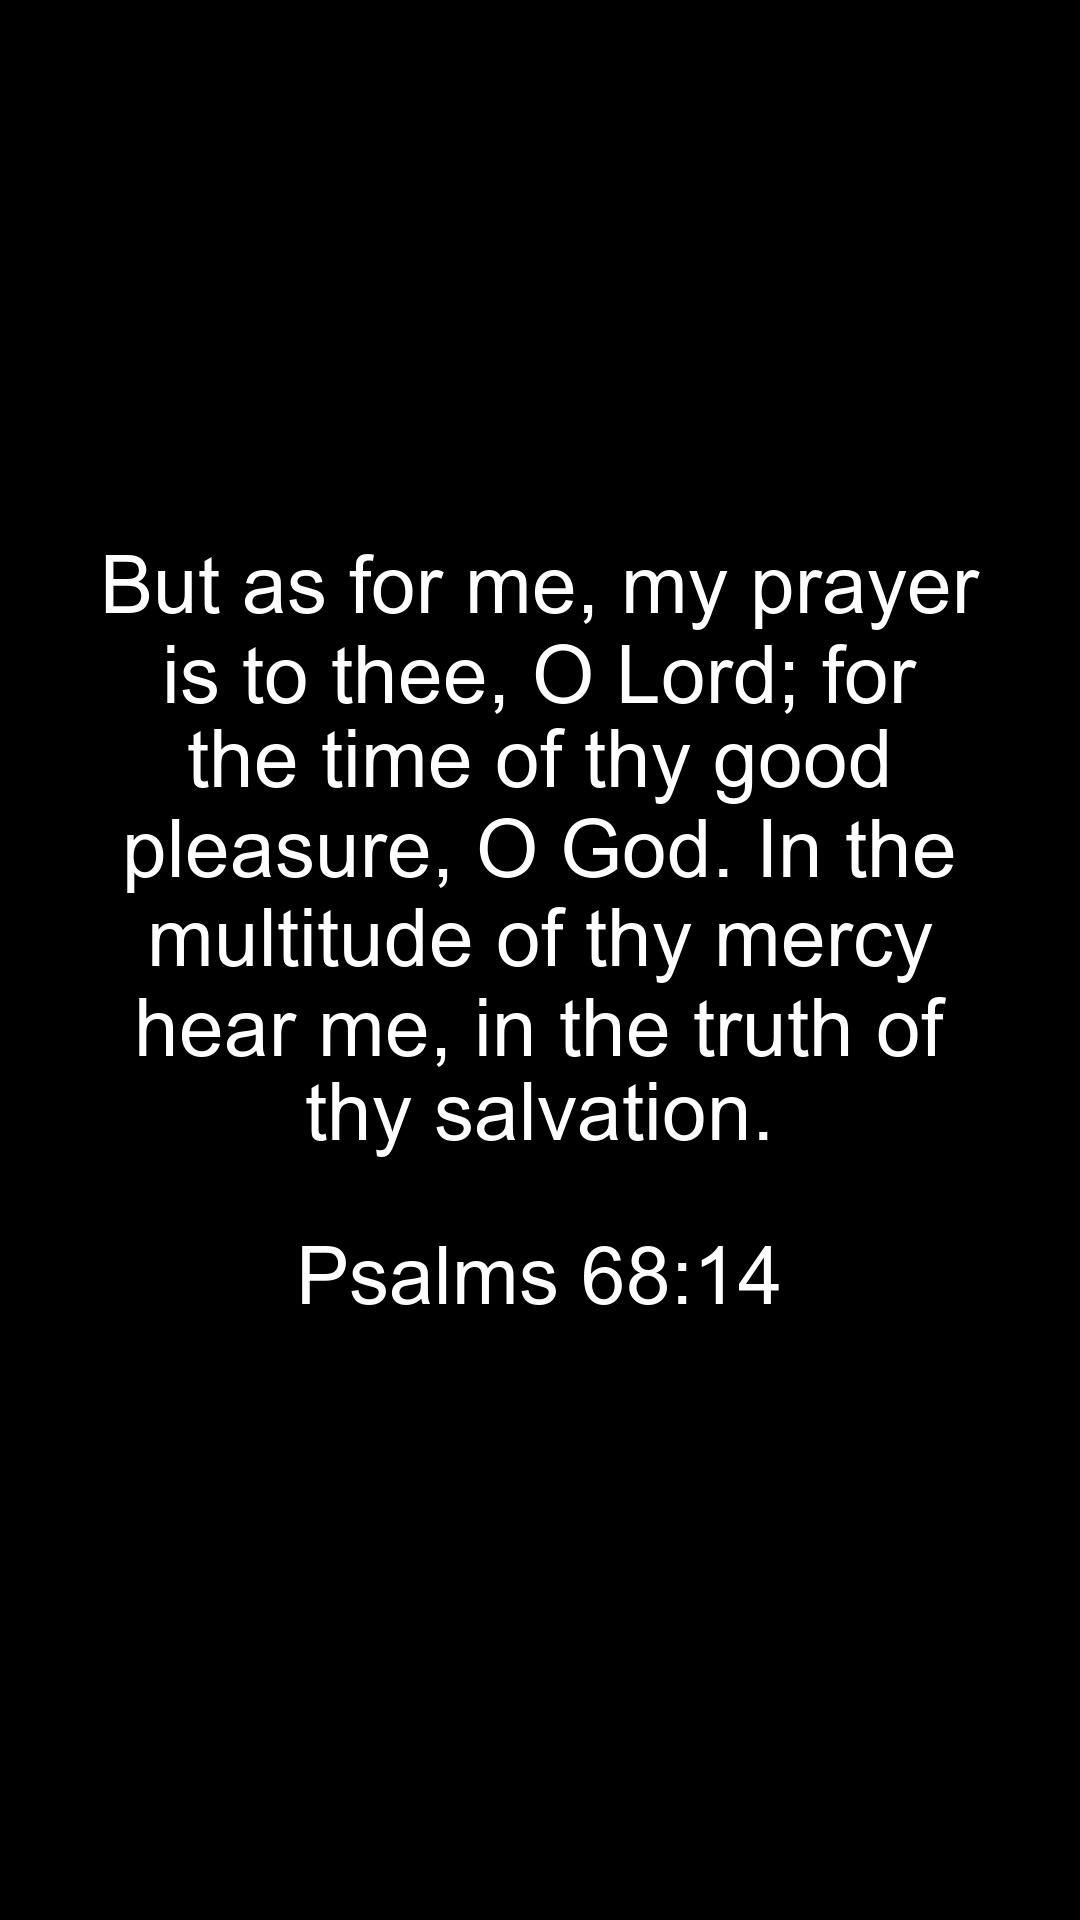 But as for me, my prayer
is to thee, O Lord; for
the time of thy good
pleasure, O God. In the
multitude of thy mercy
hear me, in the truth of
thy salvation.
Psalms 68:14